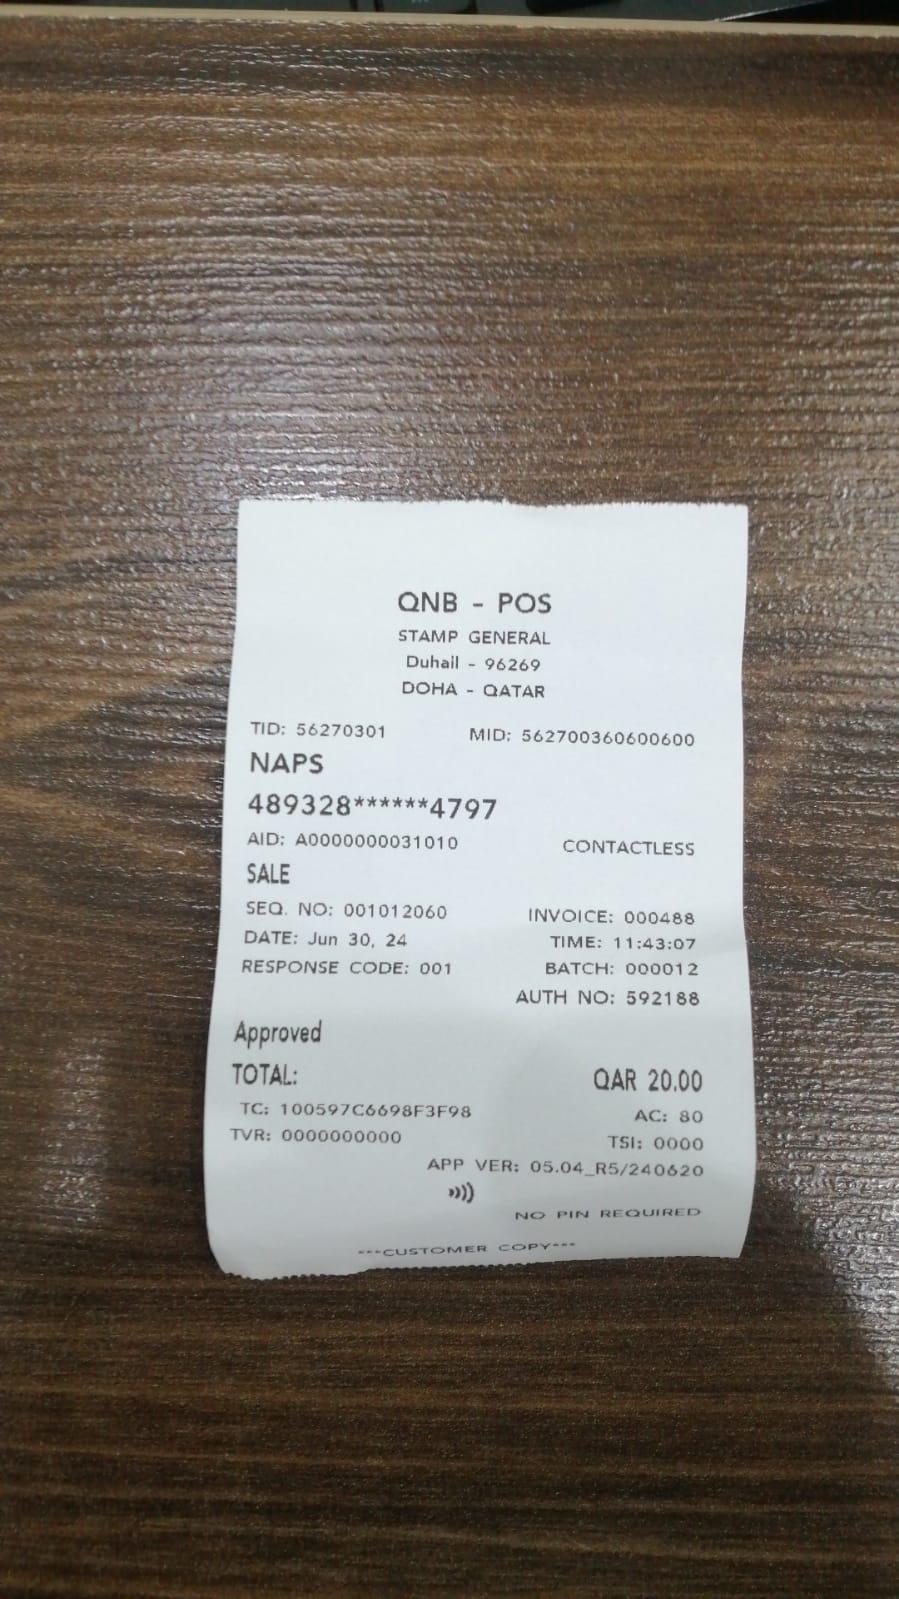 QNB - POS
STAMP GENERAL
Duhail - 96269
DOHA - QATAR
TID: 56270301 MID: 562700360600600
NAPS
489328******4797
AID: A0000000031010 CONTACTLESS
SALE
SEQ. NO: 001012060 INVOICE: 000488
DATE: Jun 30, 24 TIME: 11:43:07
RESPONSE CODE: 001 BATCH: 000012
AUTH NO: 592188
Approved
TOTAL: QAR 20.00
TC: 100597C6698F3F98 AC: 80
TVR: 0000000000 TSI: 0000
APP VER: 05.04_R5/240620
NO PIN REQUIRED
***CUSTOMER COPY***